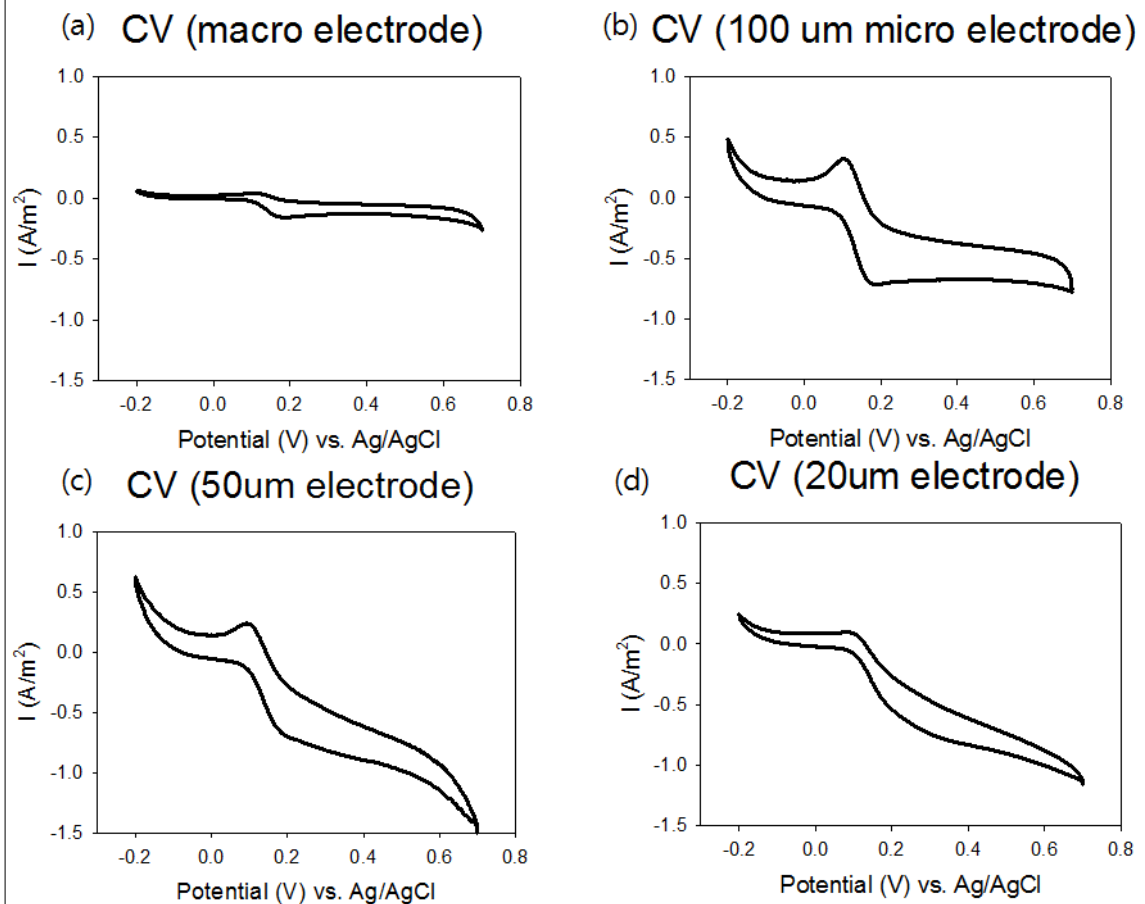 (a) CV (macro electrode)
1.0
0.5
0.0
-0.5
-1.0
-1.5
I (A/m²)
-0.2 0.0 0.2 0.4 0.6 0.8
Potential (V) vs. Ag/AgCl
(b) CV (100 um micro electrode)
1.0
0.5
0.0
-0.5
-1.0
-1.5
I (A/m²)
-0.2 0.0 0.2 0.4 0.6 0.8
Potential (V) vs. Ag/AgCl
(c) CV (50um electrode)
1.0
0.5
0.0
-0.5
-1.0
-1.5
I (A/m²)
-0.2 0.0 0.2 0.4 0.6 0.8
Potential (V) vs. Ag/AgCl
(d) CV (20um electrode)
1.0
0.5
0.0
-0.5
-1.0
-1.5
I (A/m²)
-0.2 0.0 0.2 0.4 0.6 0.8
Potential (V) vs. Ag/AgCl